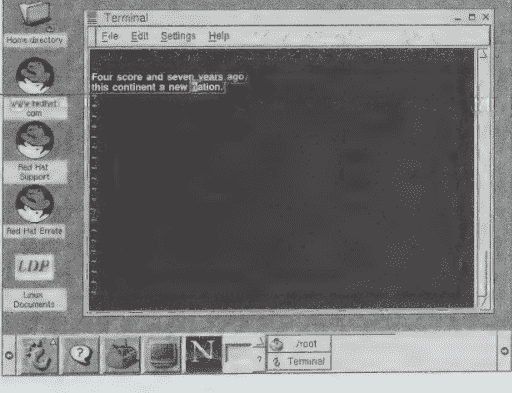 Terminal
File Edit Settings Help
Four score and seven years ago
this continent a new
Home directory
www.redhat.
com
Red Hat
Support
Red Hat Errata
LDP
Linux
Documents
N
?
?
/root
Terminal